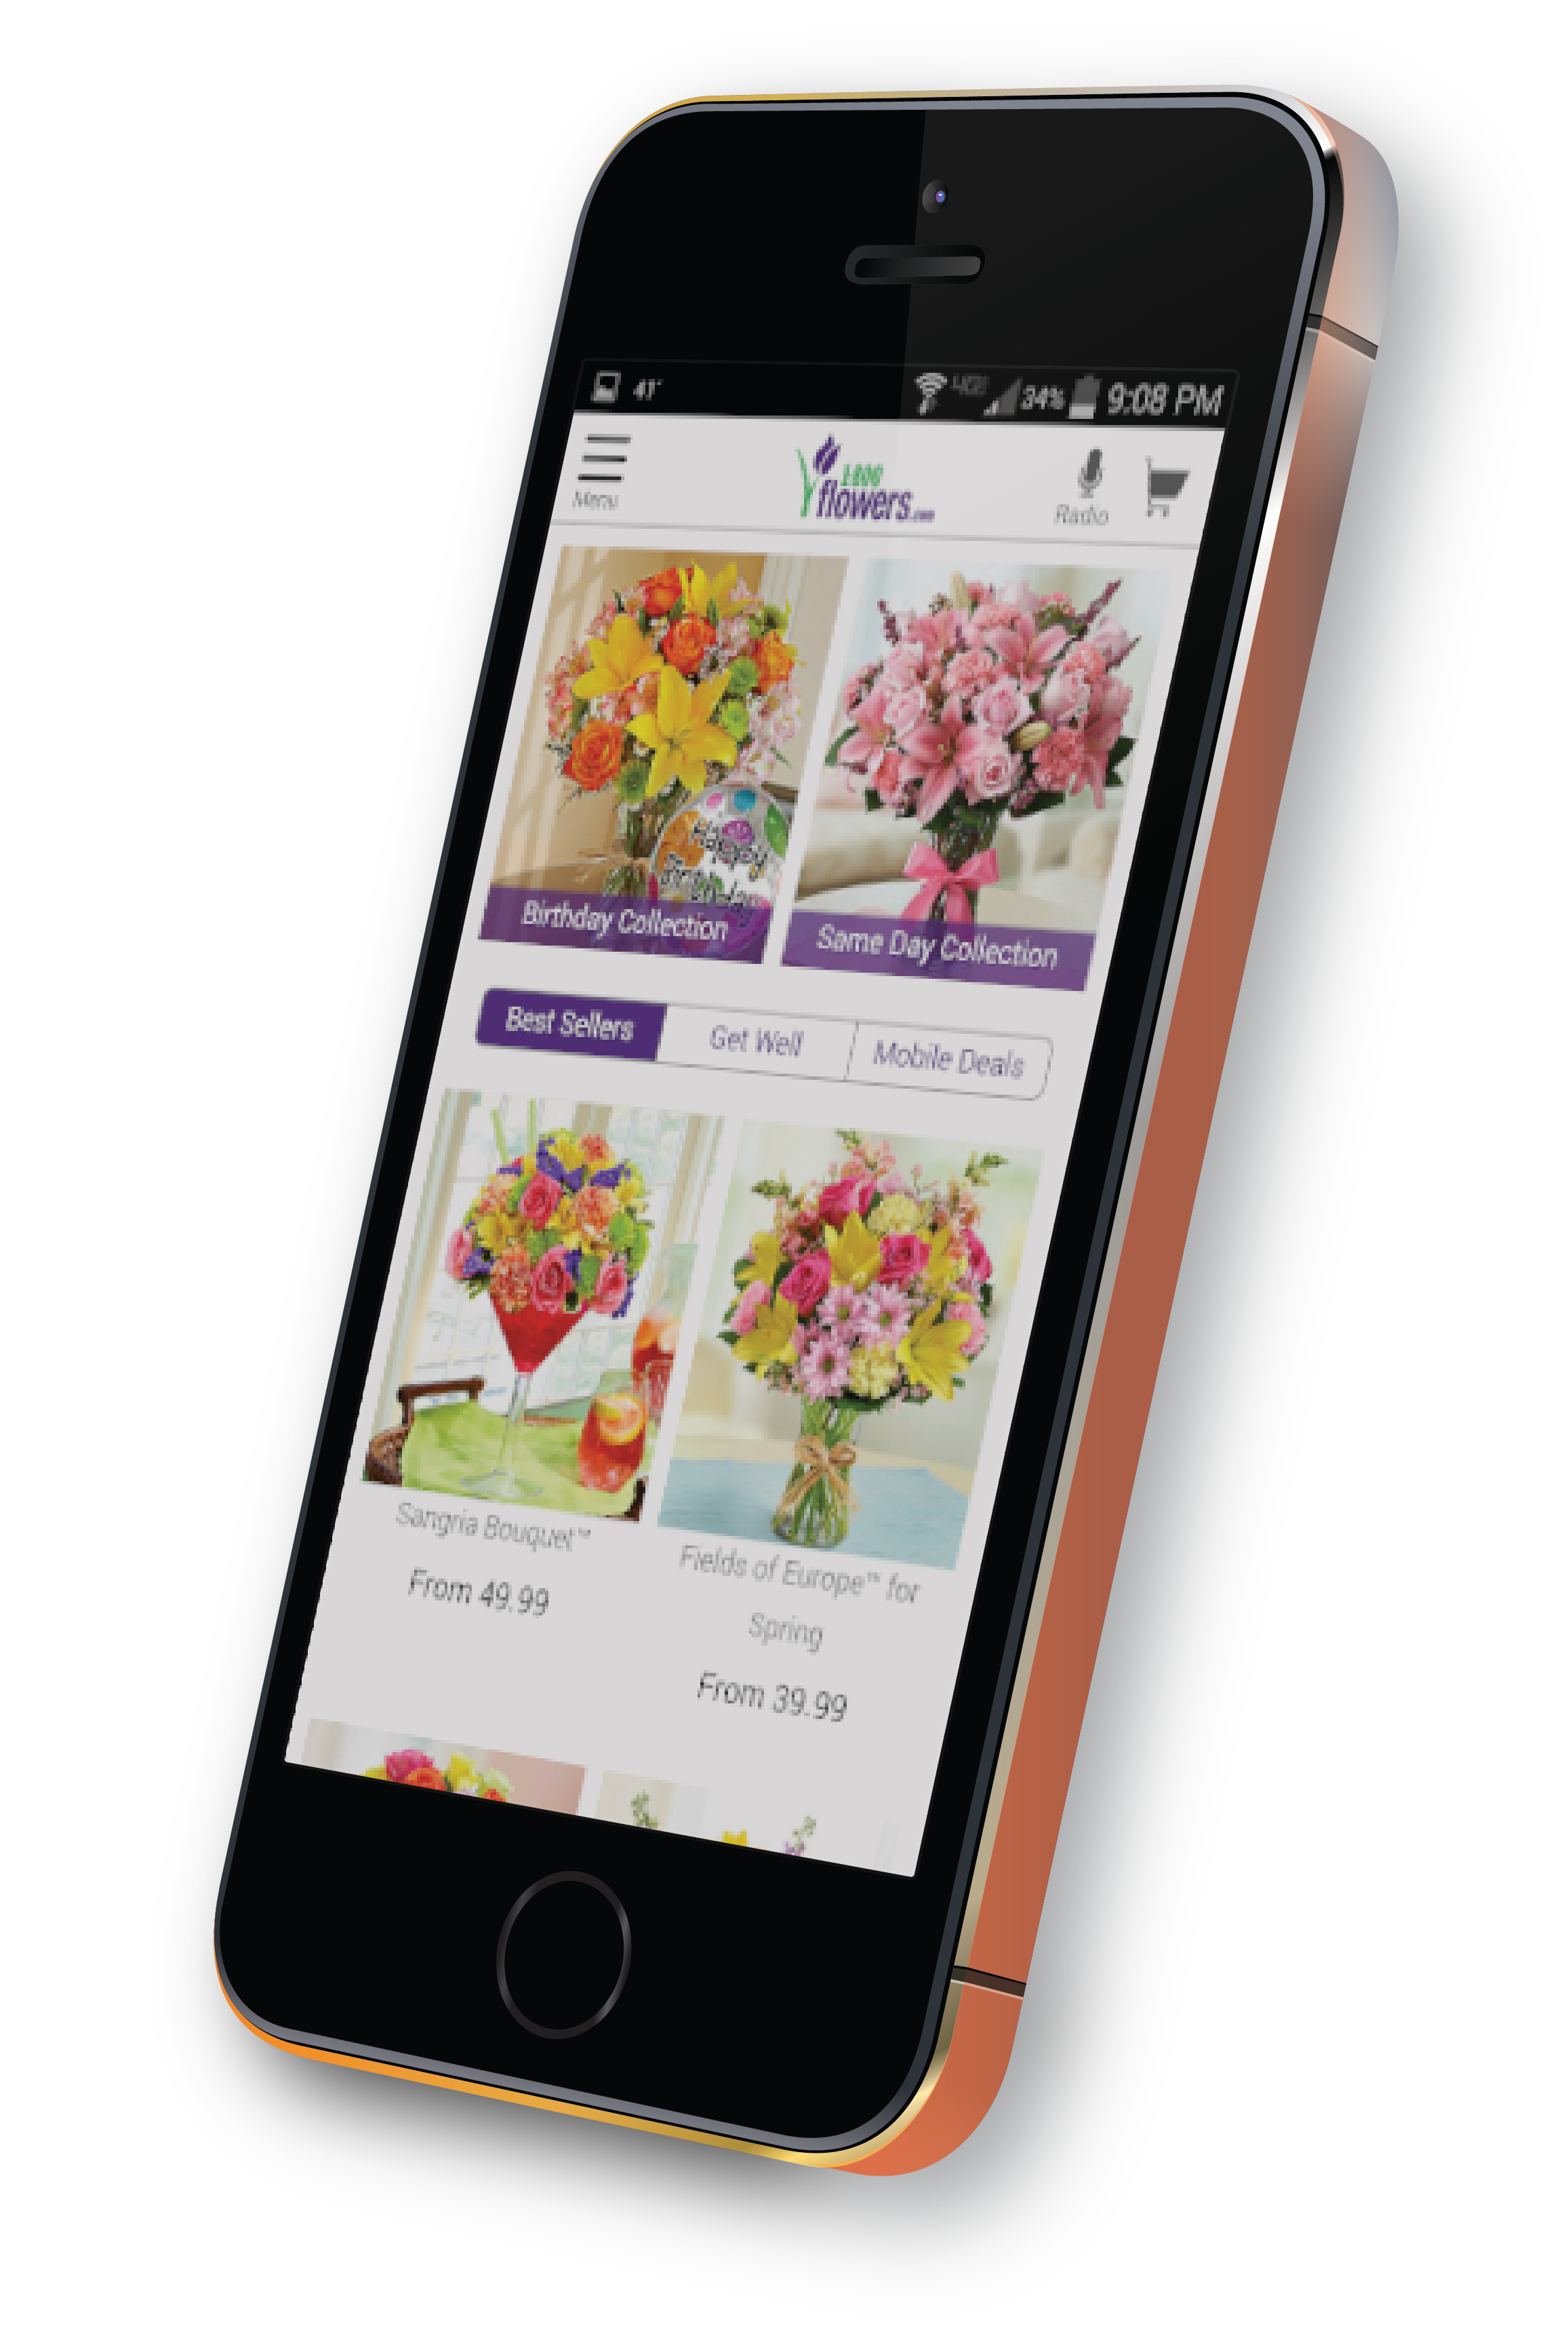 41°
34% 9:08 PM
Menu
1-800
flowers.com
Radio
Happy
Birthday
Birthday Collection
Same Day Collection
Best Sellers
Get Well
Mobile Deals
Sangria Bouquet™
From 49.99
Fields of Europe™ for
Spring
From 39.99